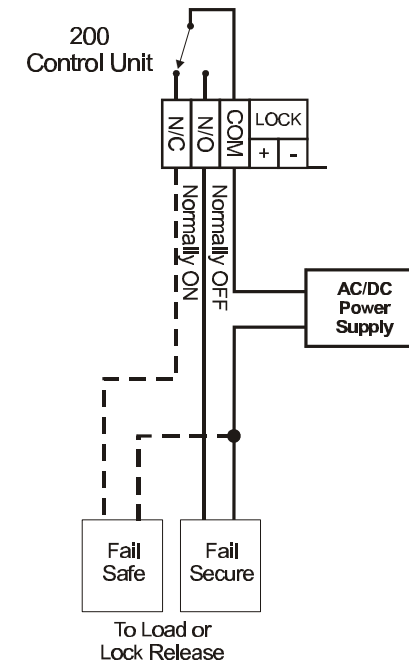 200
Control Unit
N/C
N/O
COM
LOCK
+ -
Normally ON
Normally OFF
AC/DC
Power
Supply
Fail
Safe
Fail
Secure
To Load or
Lock Release